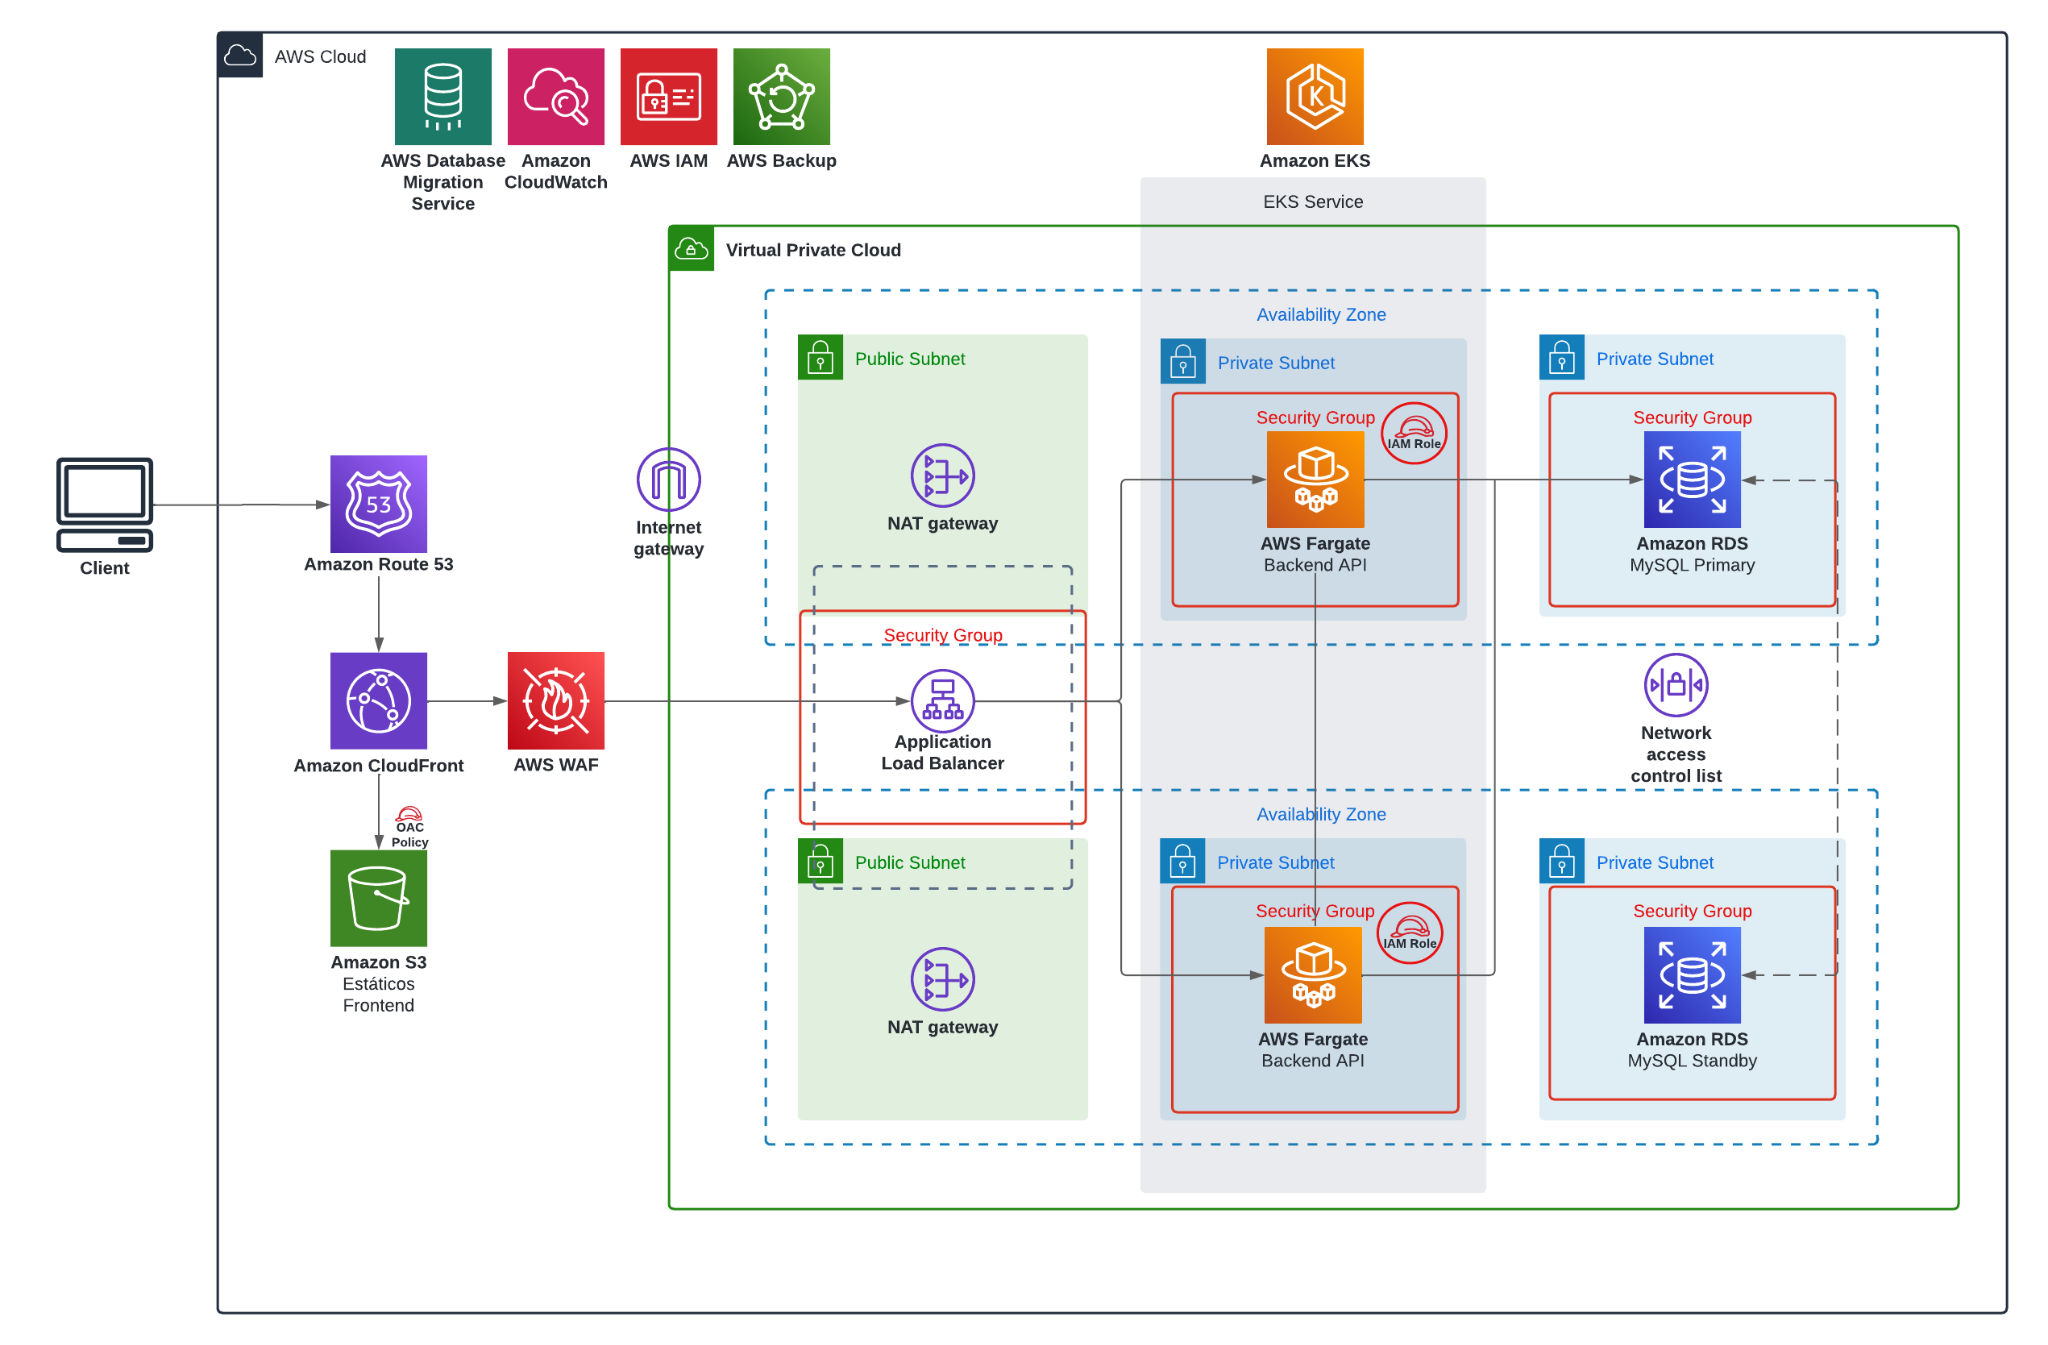 AWS Cloud
AWS Database
Migration
Service
Amazon
CloudWatch
AWS IAM
AWS Backup
Amazon EKS
EKS Service
Virtual Private Cloud
Availability Zone
Public Subnet
Private Subnet
Private Subnet
Security Group
IAM Role
Security Group
NAT gateway
AWS Fargate
Backend API
Amazon RDS
MySQL Primary
Internet
gateway
Client
53
Amazon Route 53
Security Group
Application
Load Balancer
Amazon CloudFront
AWS WAF
Network
access
control list
OAC
Policy
Amazon S3
Estáticos
Frontend
Availability Zone
Public Subnet
Private Subnet
Private Subnet
Security Group
IAM Role
Security Group
NAT gateway
AWS Fargate
Backend API
Amazon RDS
MySQL Standby